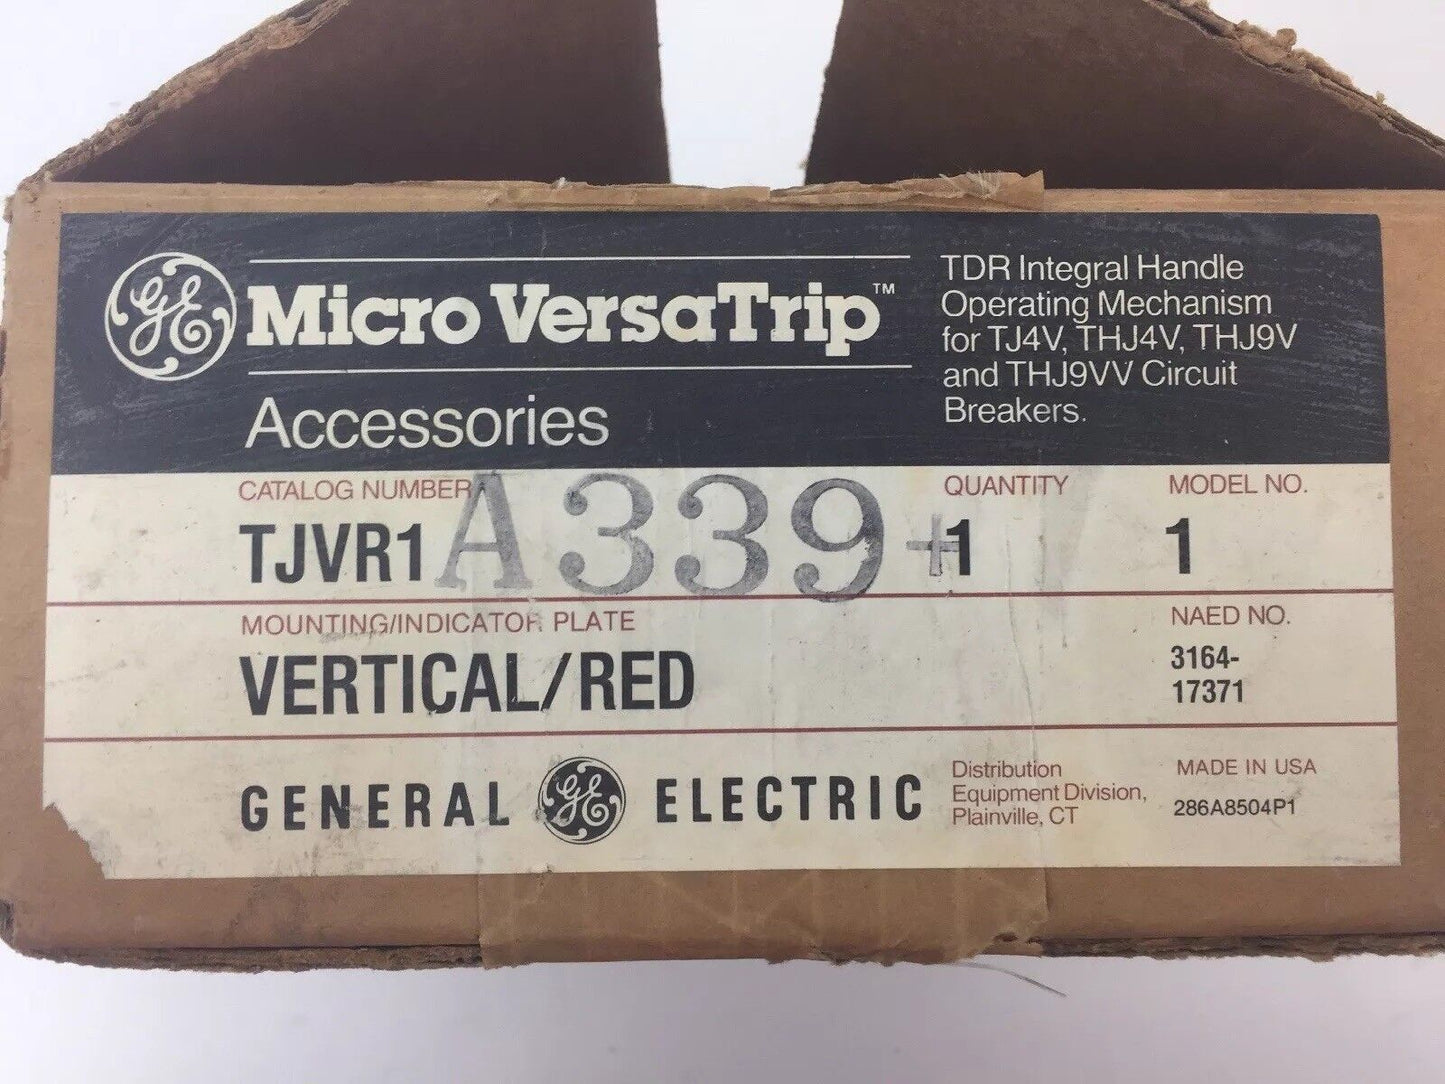 GE
Micro VersaTrip™
Accessories
TDR Integral Handle
Operating Mechanism
for TJ4V, THJ4V, THJ9V
and THJ9VV Circuit
Breakers.
CATALOG NUMBER
TJVR1
A339+
QUANTITY
1
MODEL NO.
1
MOUNTING/INDICATOR PLATE
VERTICAL/RED
NAED NO.
3164-
17371
GENERAL GE ELECTRIC
Distribution
Equipment Division,
Plainville, CT
MADE IN USA
286A8504P1